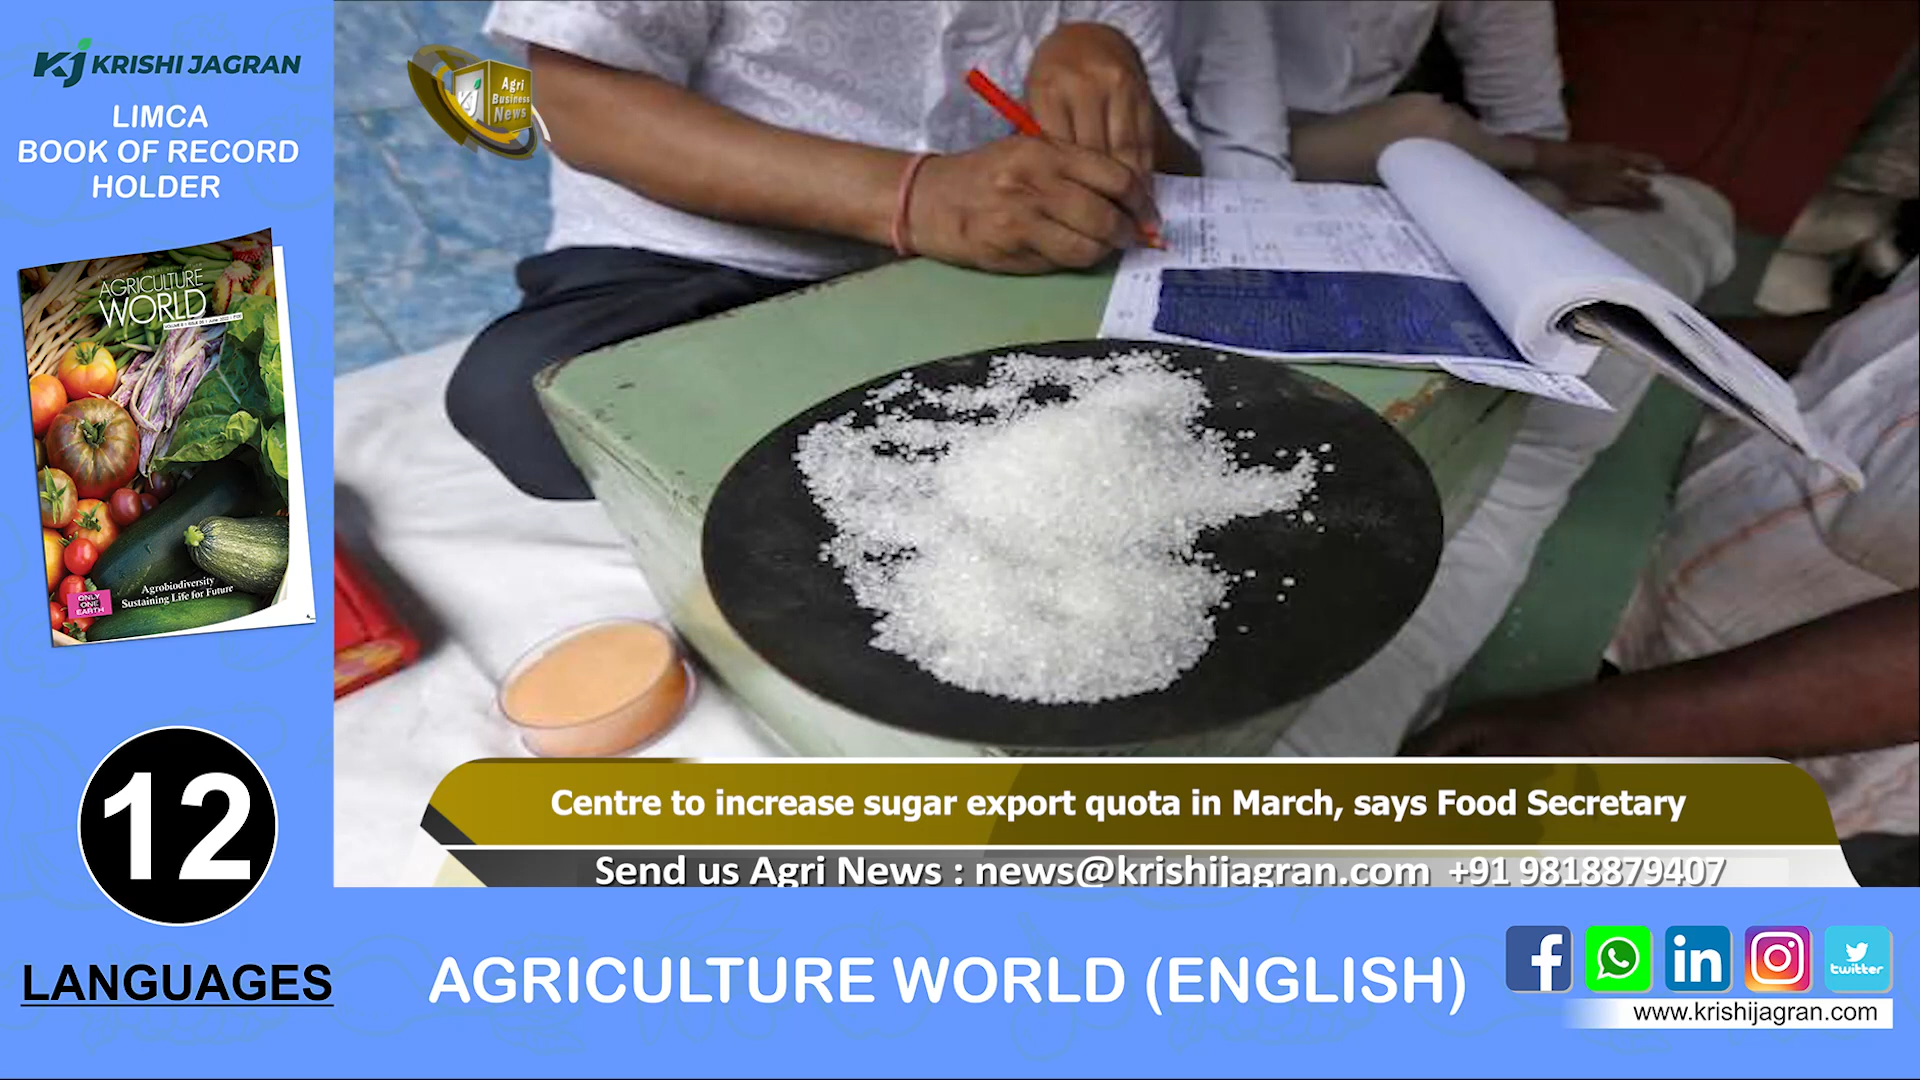 KJ KRISHI JAGRAN
LIMCA
BOOK OF RECORD
HOLDER
AGRICULTURE
WORLD
ONLY
ONE
EARTH
Agrobiodiversity
Sustaining Life for Future
12
LANGUAGES
Agri
Business
News
Centre to increase sugar export quota in March, says Food Secretary
Send us Agri News : news@krishijagran.com +91 9818879407
AGRICULTURE WORLD (ENGLISH)
f
in
twitter
www.krishijagran.com